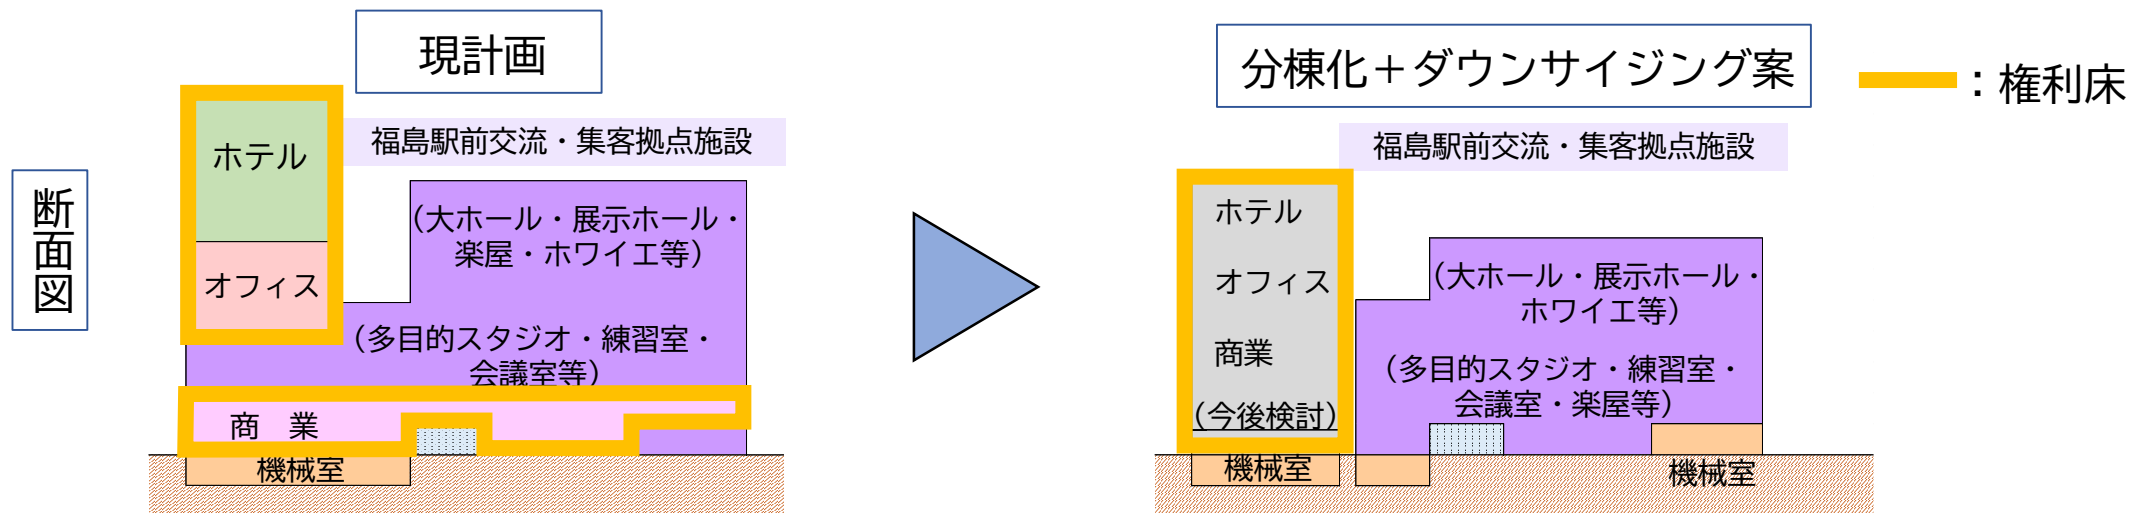 現計画
分棟化＋ダウンサイジング案
：権利床
断面図
福島駅前交流・集客拠点施設
ホテル
オフィス
（大ホール・展示ホール・
楽屋・ホワイエ等）
（多目的スタジオ・練習室・
会議室等）
商　業
機械室
福島駅前交流・集客拠点施設
ホテル
オフィス
商業
（今後検討）
（大ホール・展示ホール・
ホワイエ等）
（多目的スタジオ・練習室・
会議室・楽屋等）
機械室
機械室